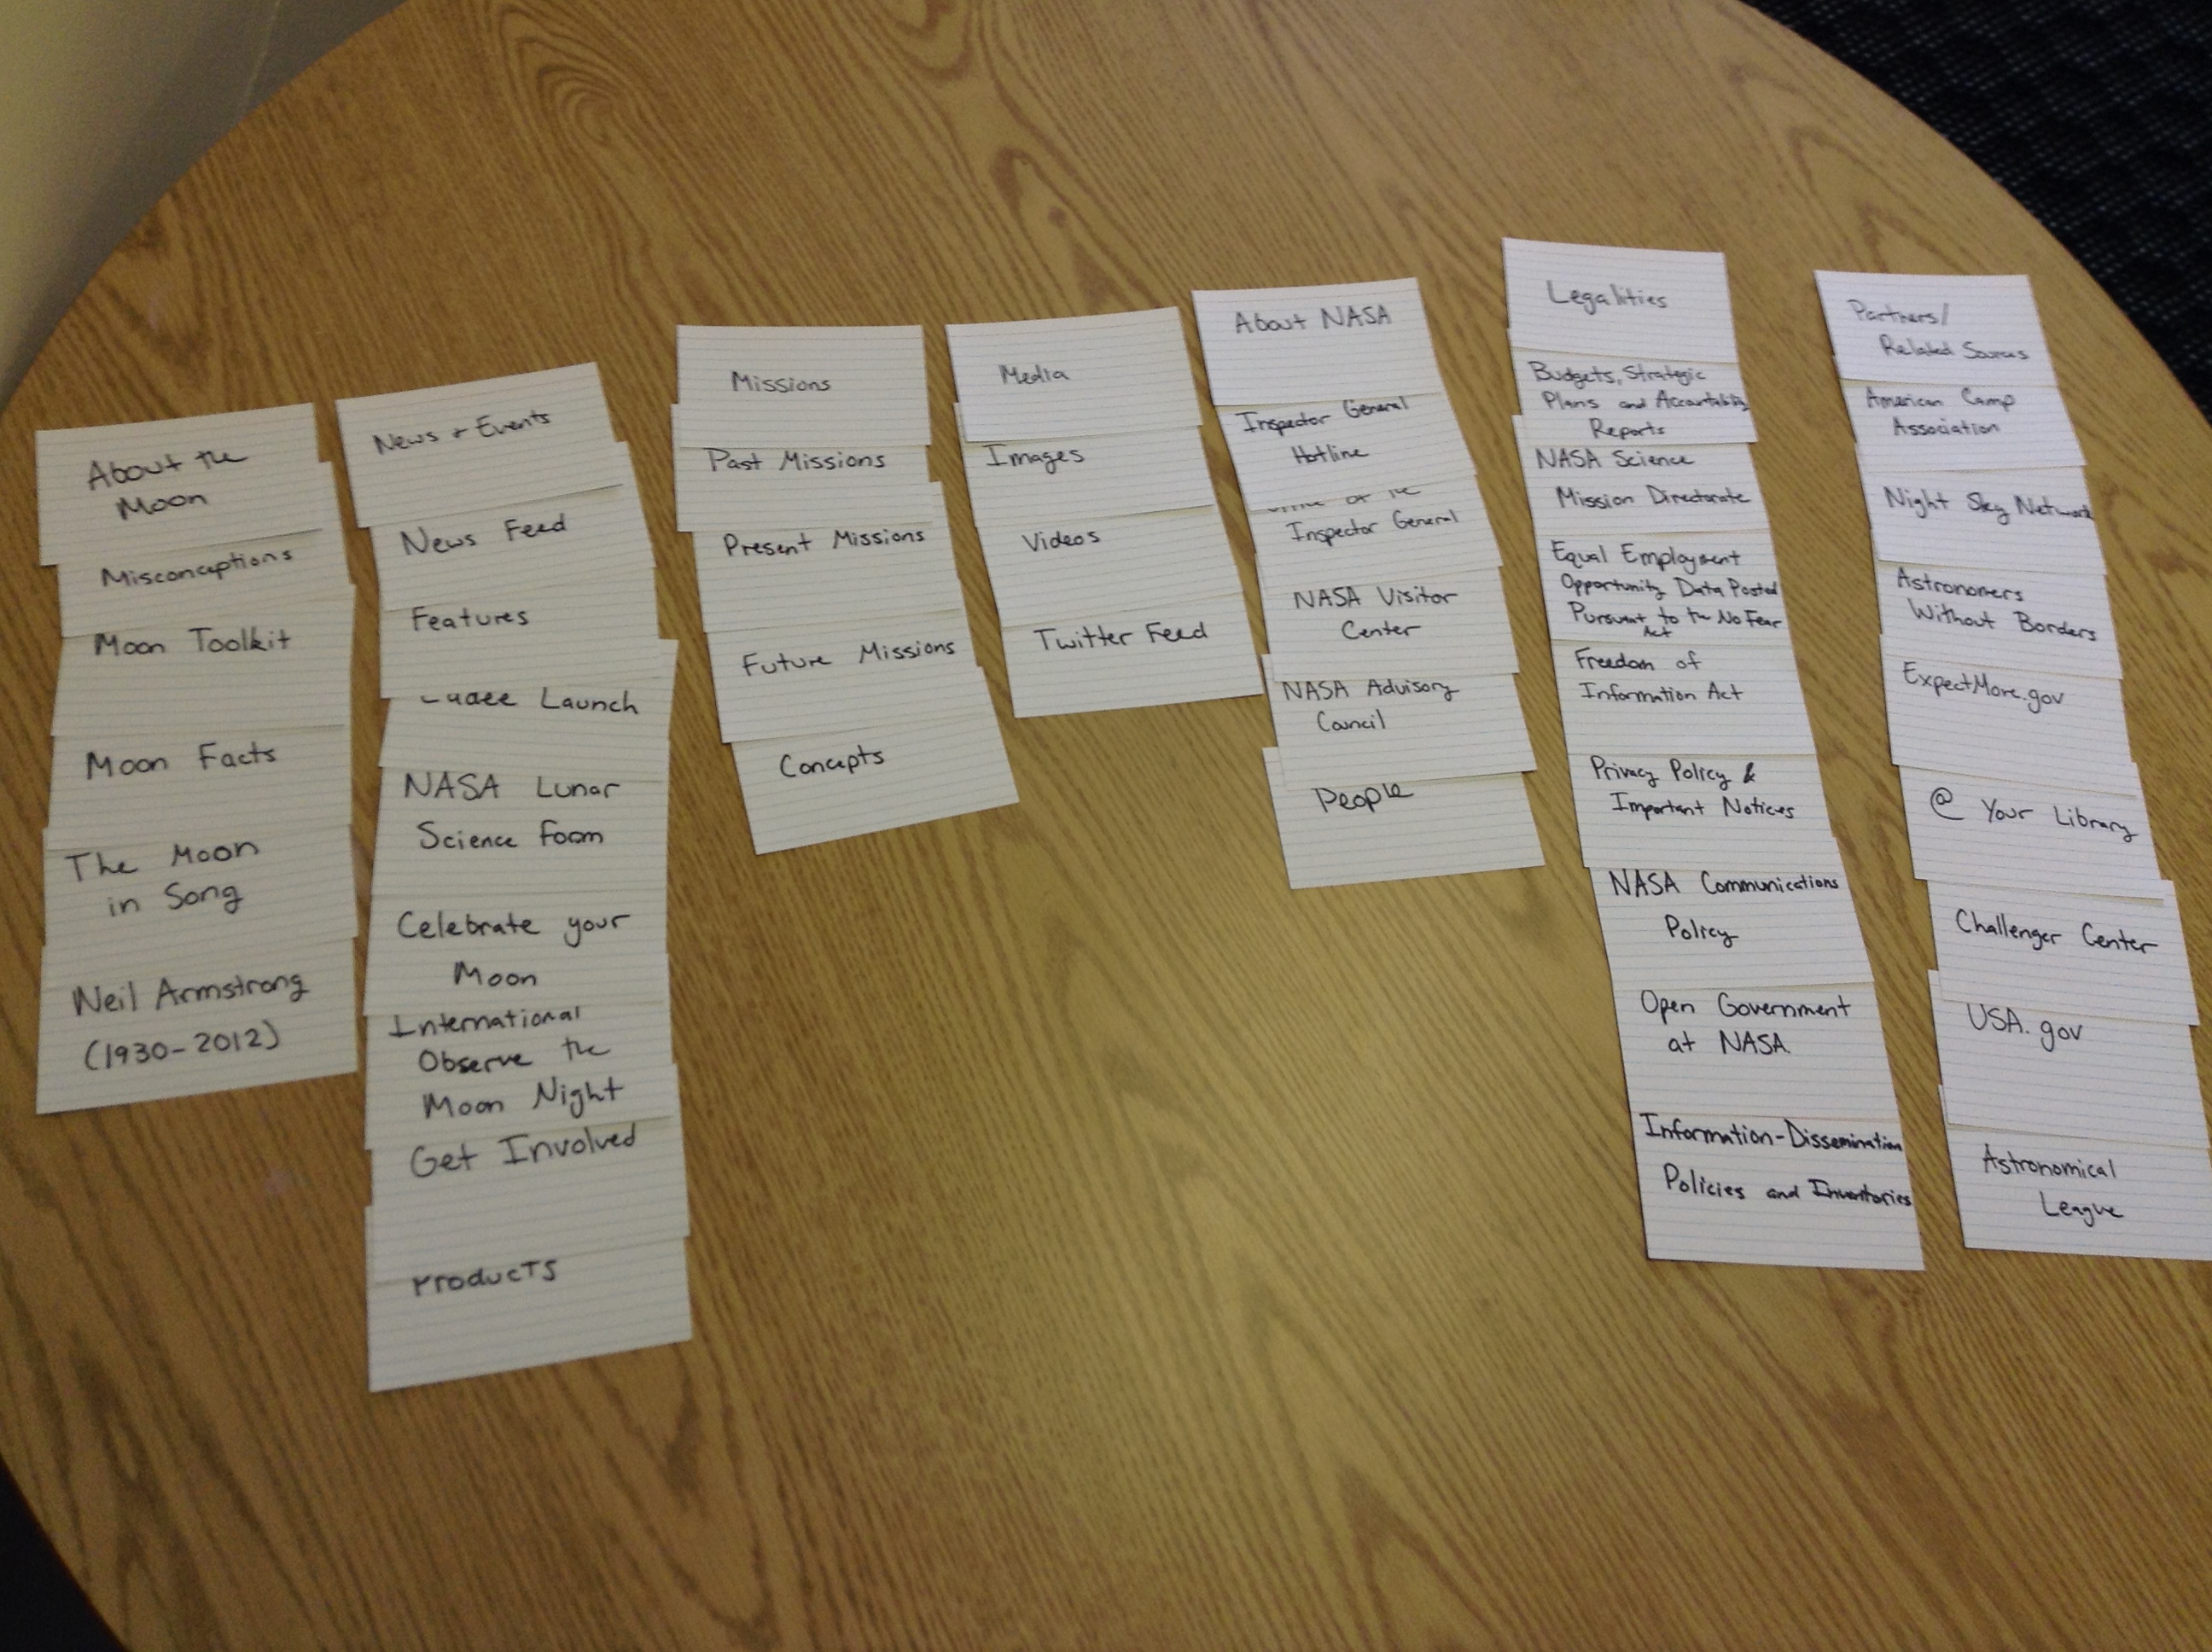 About the
Moon
Misconceptions
Moon Toolkit
Moon Facts
The Moon
in Song
Neil Armstrong
(1930-2012)
News + Events
News Feed
Features
Launch
NASA Lunar
Science Foom
Celebrate your
Moon
International
Observe the
Moon Night
Get Involved
Products
Missions
Past Missions
Present Missions
Future Missions
Concepts
Media
Images
Videos
Twitter Feed
About NASA
Inspector General
Hotline
Office of the
Inspector General
NASA Visitor
Center
NASA Advisory
Council
People
Legalities
Budgets, Strategic
Plans and Accountability
Reports
NASA Science
Mission Directorate
Equal Employment
Opportunity Data Posted
Pursuant to the No Fear
Act
Freedom of
Information Act
Privacy Policy &
Important Notices
NASA Communications
Policy
Open Government
at NASA
Information-Dissemination
Policies and Inventories
Partners/
Related Sources
American Camp
Association
Night Sky Network
Astronomers
Without Borders
ExpectMore.gov
@ Your Library
Challenger Center
USA.gov
Astronomical
League